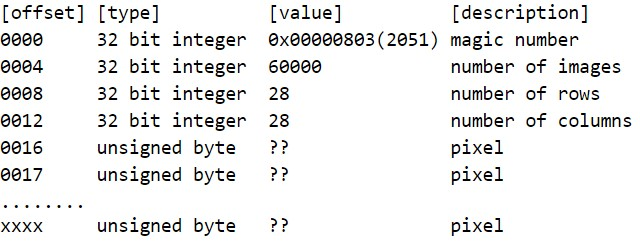 [offset] [type] [value] [description]
0000 32 bit integer 0x00000803(2051) magic number
0004 32 bit integer 60000 number of images
0008 32 bit integer 28 number of rows
0012 32 bit integer 28 number of columns
0016 unsigned byte ?? pixel
0017 unsigned byte ?? pixel
........
xxxx unsigned byte ?? pixel